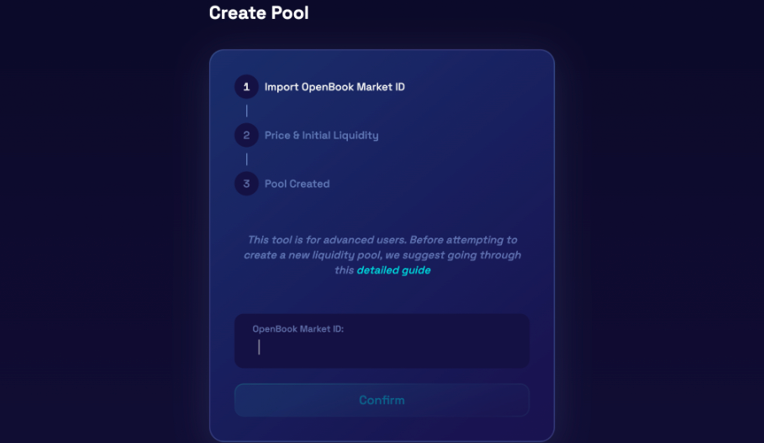 Create Pool
1 Import OpenBook Market ID
2 Price & Initial Liquidity
3 Pool Created
This tool is for advanced users. Before attempting to
create a new liquidity pool, we suggest going through
this detailed guide
OpenBook Market ID:
Confirm